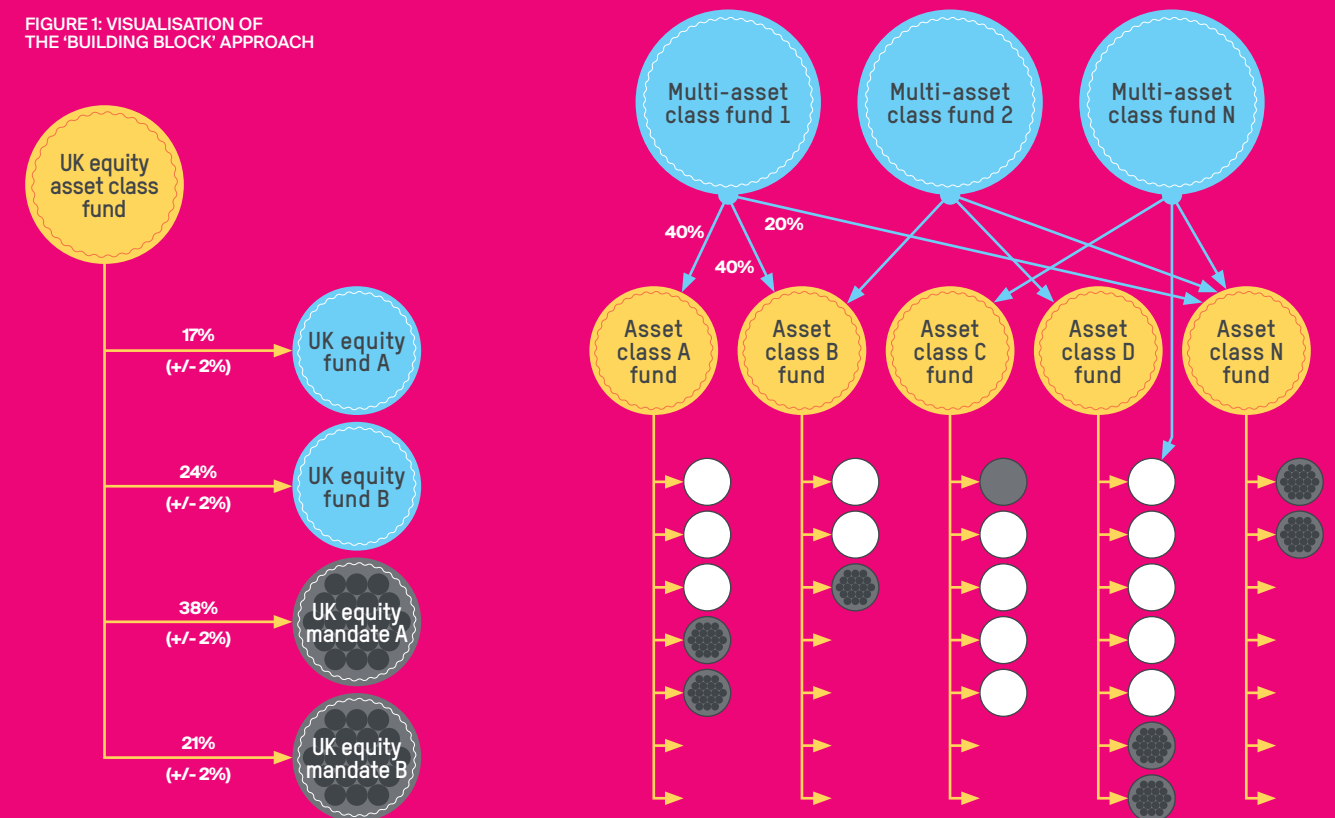 FIGURE 1: VISUALISATION OF
THE ‘BUILDING BLOCK’ APPROACH
UK equity
asset class
fund
17%
(+/- 2%)
UK equity
fund A
24%
(+/- 2%)
UK equity
fund B
38%
(+/- 2%)
UK equity
mandate A
21%
(+/- 2%)
UK equity
mandate B
Multi-asset
class fund 1
Multi-asset
class fund 2
Multi-asset
class fund N
40%
40%
20%
Asset
class A
fund
Asset
class B
fund
Asset
class C
fund
Asset
class D
fund
Asset
class N
fund